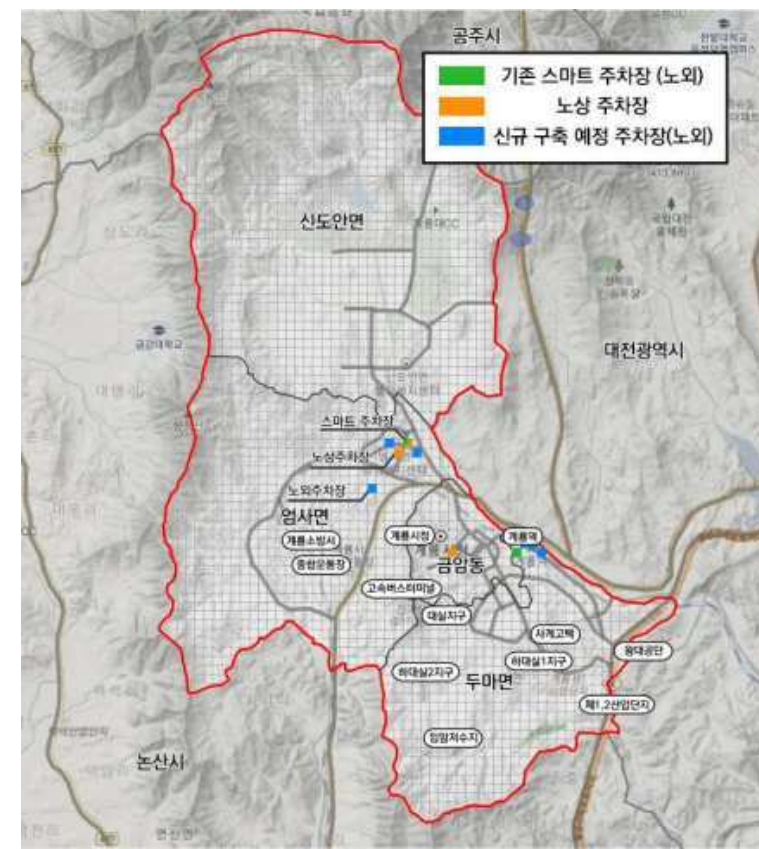 공주시
기존 스마트 주차장 (노외)
노상 주차장
신규 구축 예정 주차장(노외)
신도안면
대전광역시
금강대학교
스마트 주차장
노상주차장
노외주차장
엄사면
계룡소방서
종합운동장
계룡시청
계룡역
금암동
고속버스터미널
대실지구
사계고택
왕대공단
하대실2지구
하대실1지구
두마면
제1,2산업단지
입암저수지
논산시